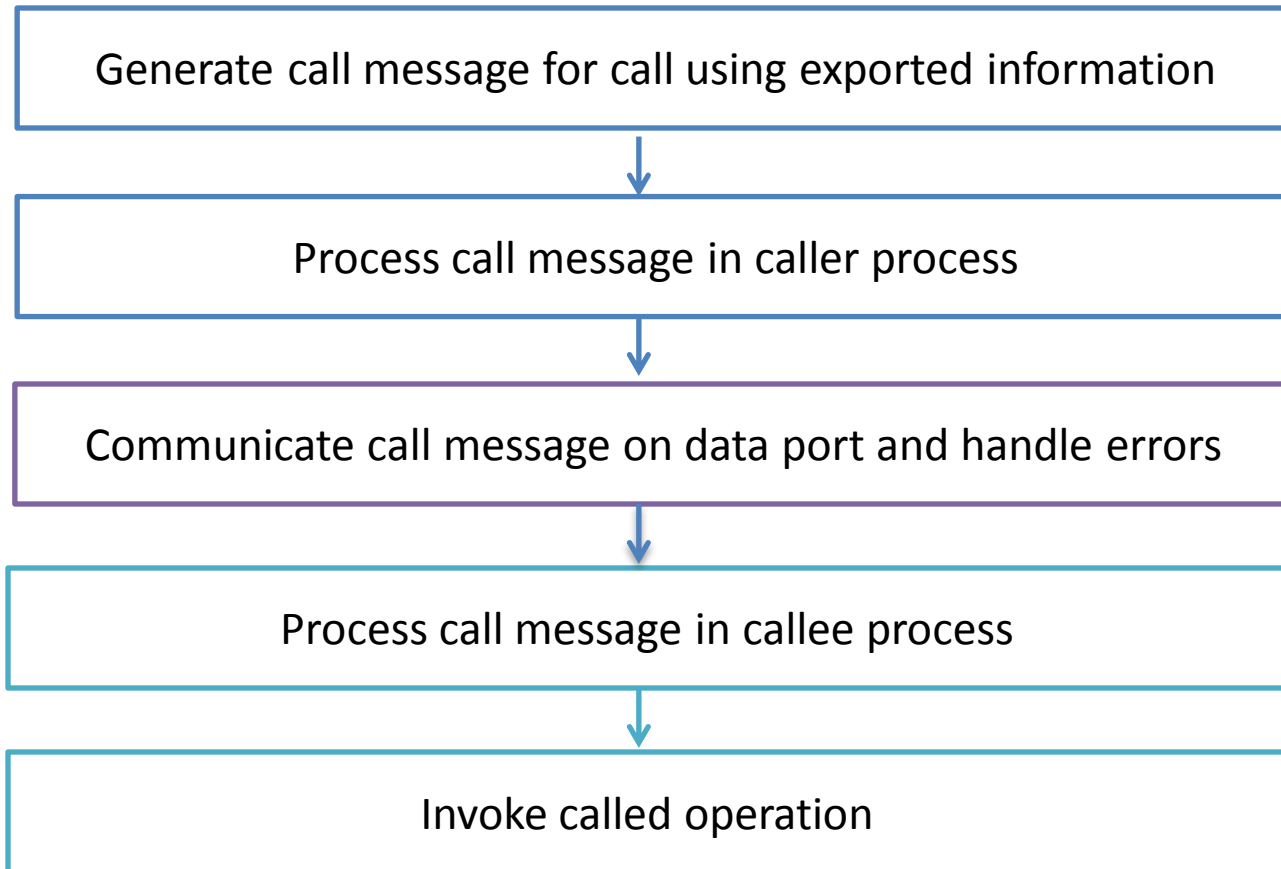 Generate call message for call using exported information
Process call message in caller process
Communicate call message on data port and handle errors
Process call message in callee process
Invoke called operation